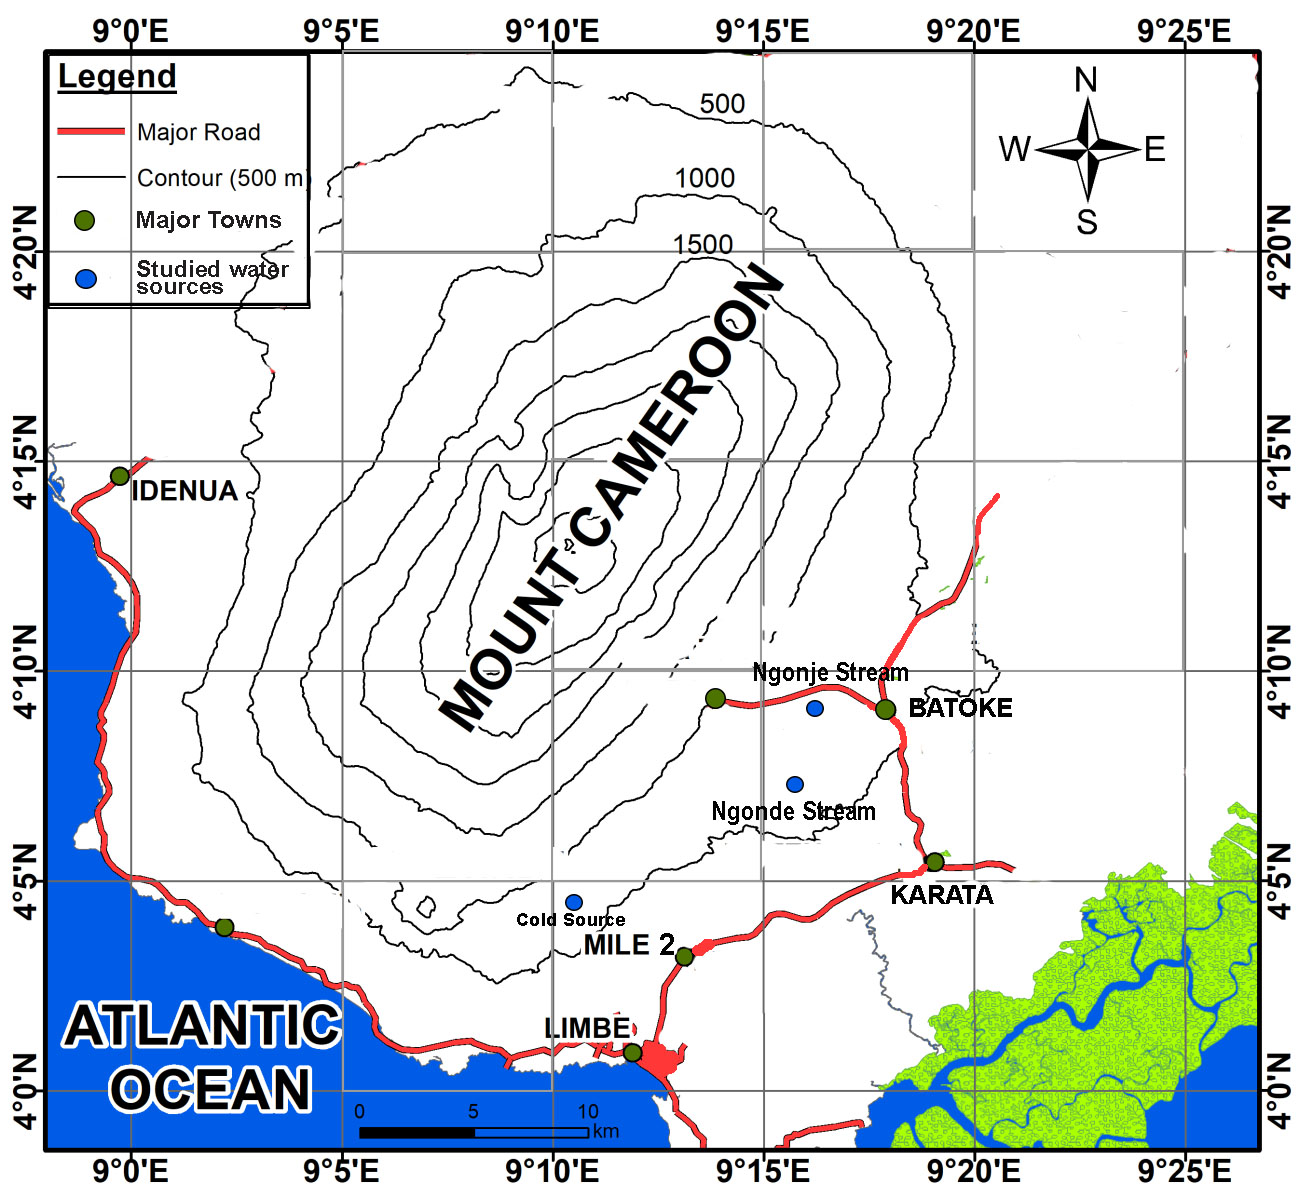 9°0'E 9°5'E 9°10'E 9°15'E 9°20'E 9°25'E
Legend
Major Road
Contour (500 m)
Major Towns
Studied water
sources
N
W E
S
500
1000
1500
4°20'N 4°20'N
4°15'N 4°15'N
4°10'N 4°10'N
4°5'N 4°5'N
4°0'N 4°0'N
MOUNT CAMEROON
IDENUA
Ngonje Stream
BATOKE
Ngonde Stream
KARATA
Cold Source
MILE 2
LIMBE
ATLANTIC
OCEAN
0 5 10
km
9°0'E 9°5'E 9°10'E 9°15'E 9°20'E 9°25'E